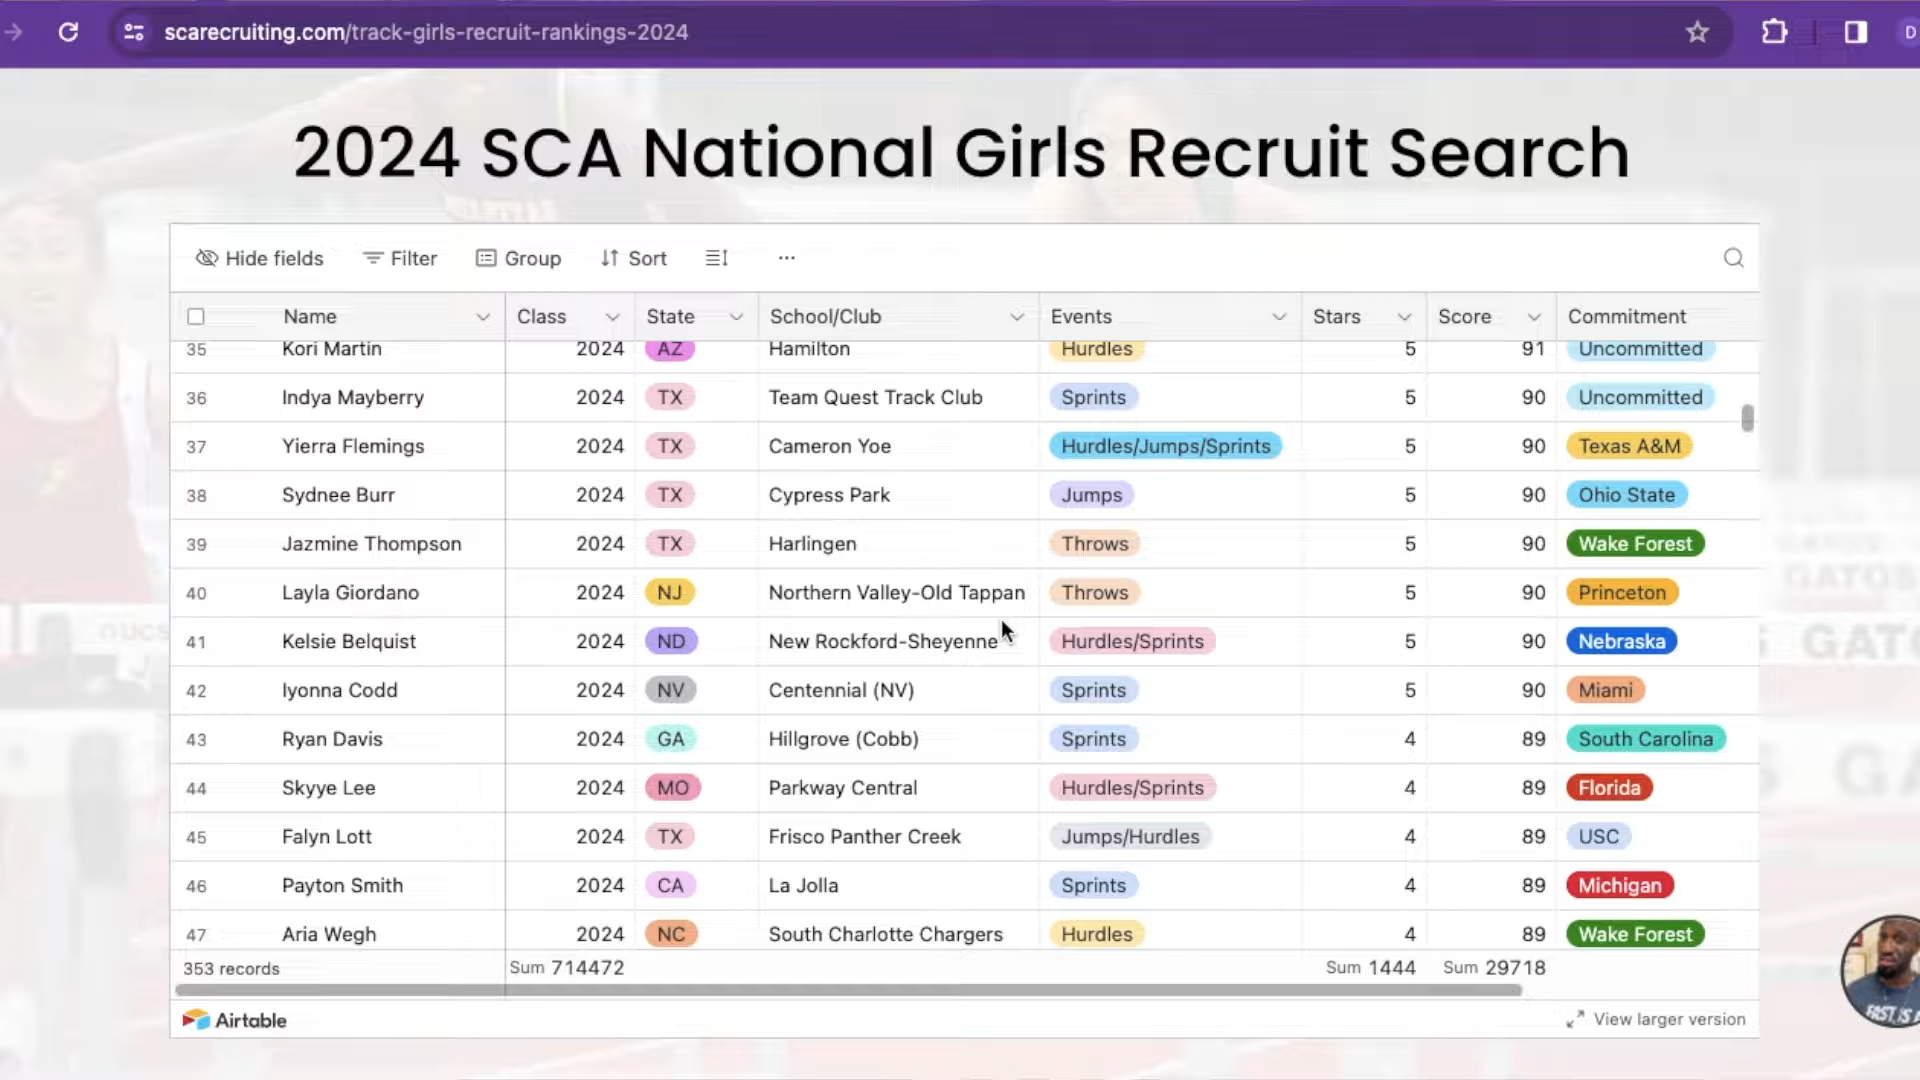 scarecruiting.com/track-girls-recruit-rankings-2024
D
2024 SCA National Girls Recruit Search
Hide fields Filter Group Sort ...
Name Class State School/Club Events Stars Score Commitment
35 Kori Martin 2024 AZ Hamilton Hurdles 5 91 Uncommitted
36 Indya Mayberry 2024 TX Team Quest Track Club Sprints 5 90 Uncommitted
37 Yierra Flemings 2024 TX Cameron Yoe Hurdles/Jumps/Sprints 5 90 Texas A&M
38 Sydnee Burr 2024 TX Cypress Park Jumps 5 90 Ohio State
39 Jazmine Thompson 2024 TX Harlingen Throws 5 90 Wake Forest
40 Layla Giordano 2024 NJ Northern Valley-Old Tappan Throws 5 90 Princeton
41 Kelsie Belquist 2024 ND New Rockford-Sheyenne Hurdles/Sprints 5 90 Nebraska
42 Iyonna Codd 2024 NV Centennial (NV) Sprints 5 90 Miami
43 Ryan Davis 2024 GA Hillgrove (Cobb) Sprints 4 89 South Carolina
44 Skyye Lee 2024 MO Parkway Central Hurdles/Sprints 4 89 Florida
45 Falyn Lott 2024 TX Frisco Panther Creek Jumps/Hurdles 4 89 USC
46 Payton Smith 2024 CA La Jolla Sprints 4 89 Michigan
47 Aria Wegh 2024 NC South Charlotte Chargers Hurdles 4 89 Wake Forest
353 records Sum 714472 Sum 1444 Sum 29718
Airtable View larger version
GATOS
GAT
GA
FAST IS